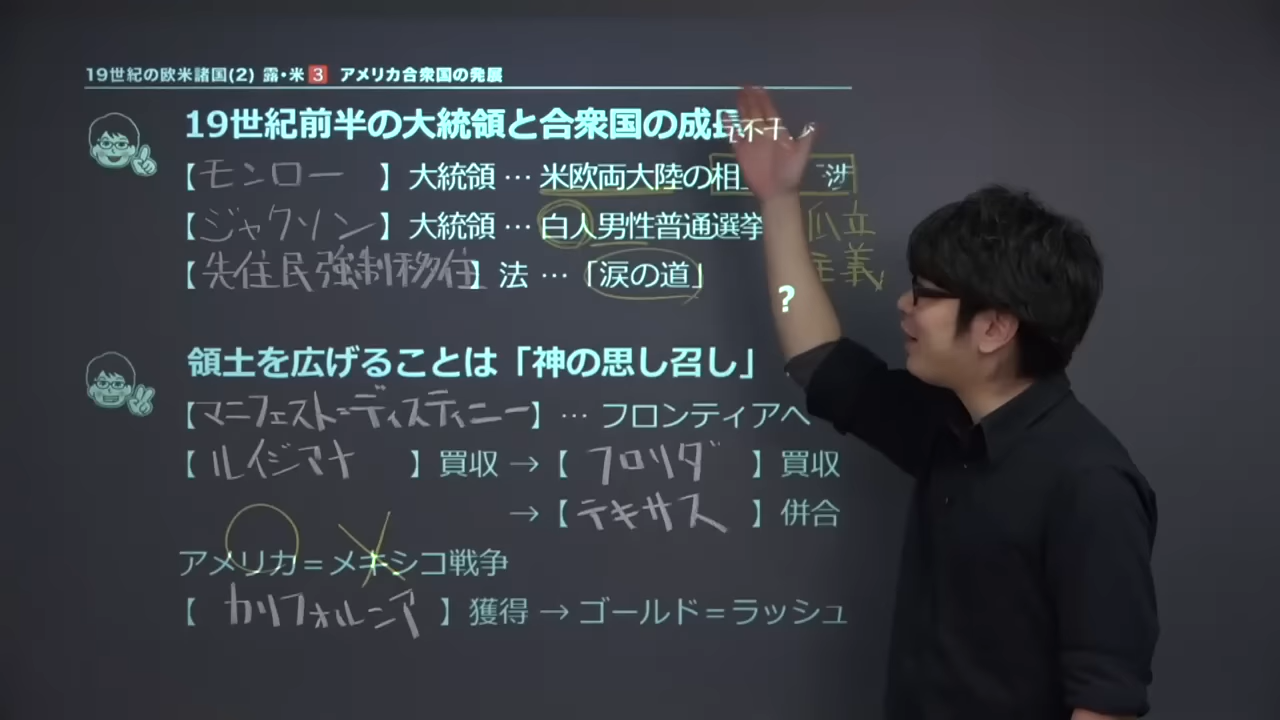 19世紀の欧米諸国(2) 露・米 3 アメリカ合衆国の発展
19世紀前半の大統領と合衆国の成長
【モンロー】大統領 … 米欧両大陸の相 渉
【ジャクソン】大統領 … 白人男性普通選挙
【先住民強制移住】法 … 「涙の道」
主義
?
領土を広げることは「神の思し召し」
【マニフェスト=ディスティニー】… フロンティアへ
【ルイジアナ】買収 →【フロリダ】買収
→【テキサス】併合
アメリカ=メキシコ戦争
【カリフォルニア】獲得 → ゴールド=ラッシュ